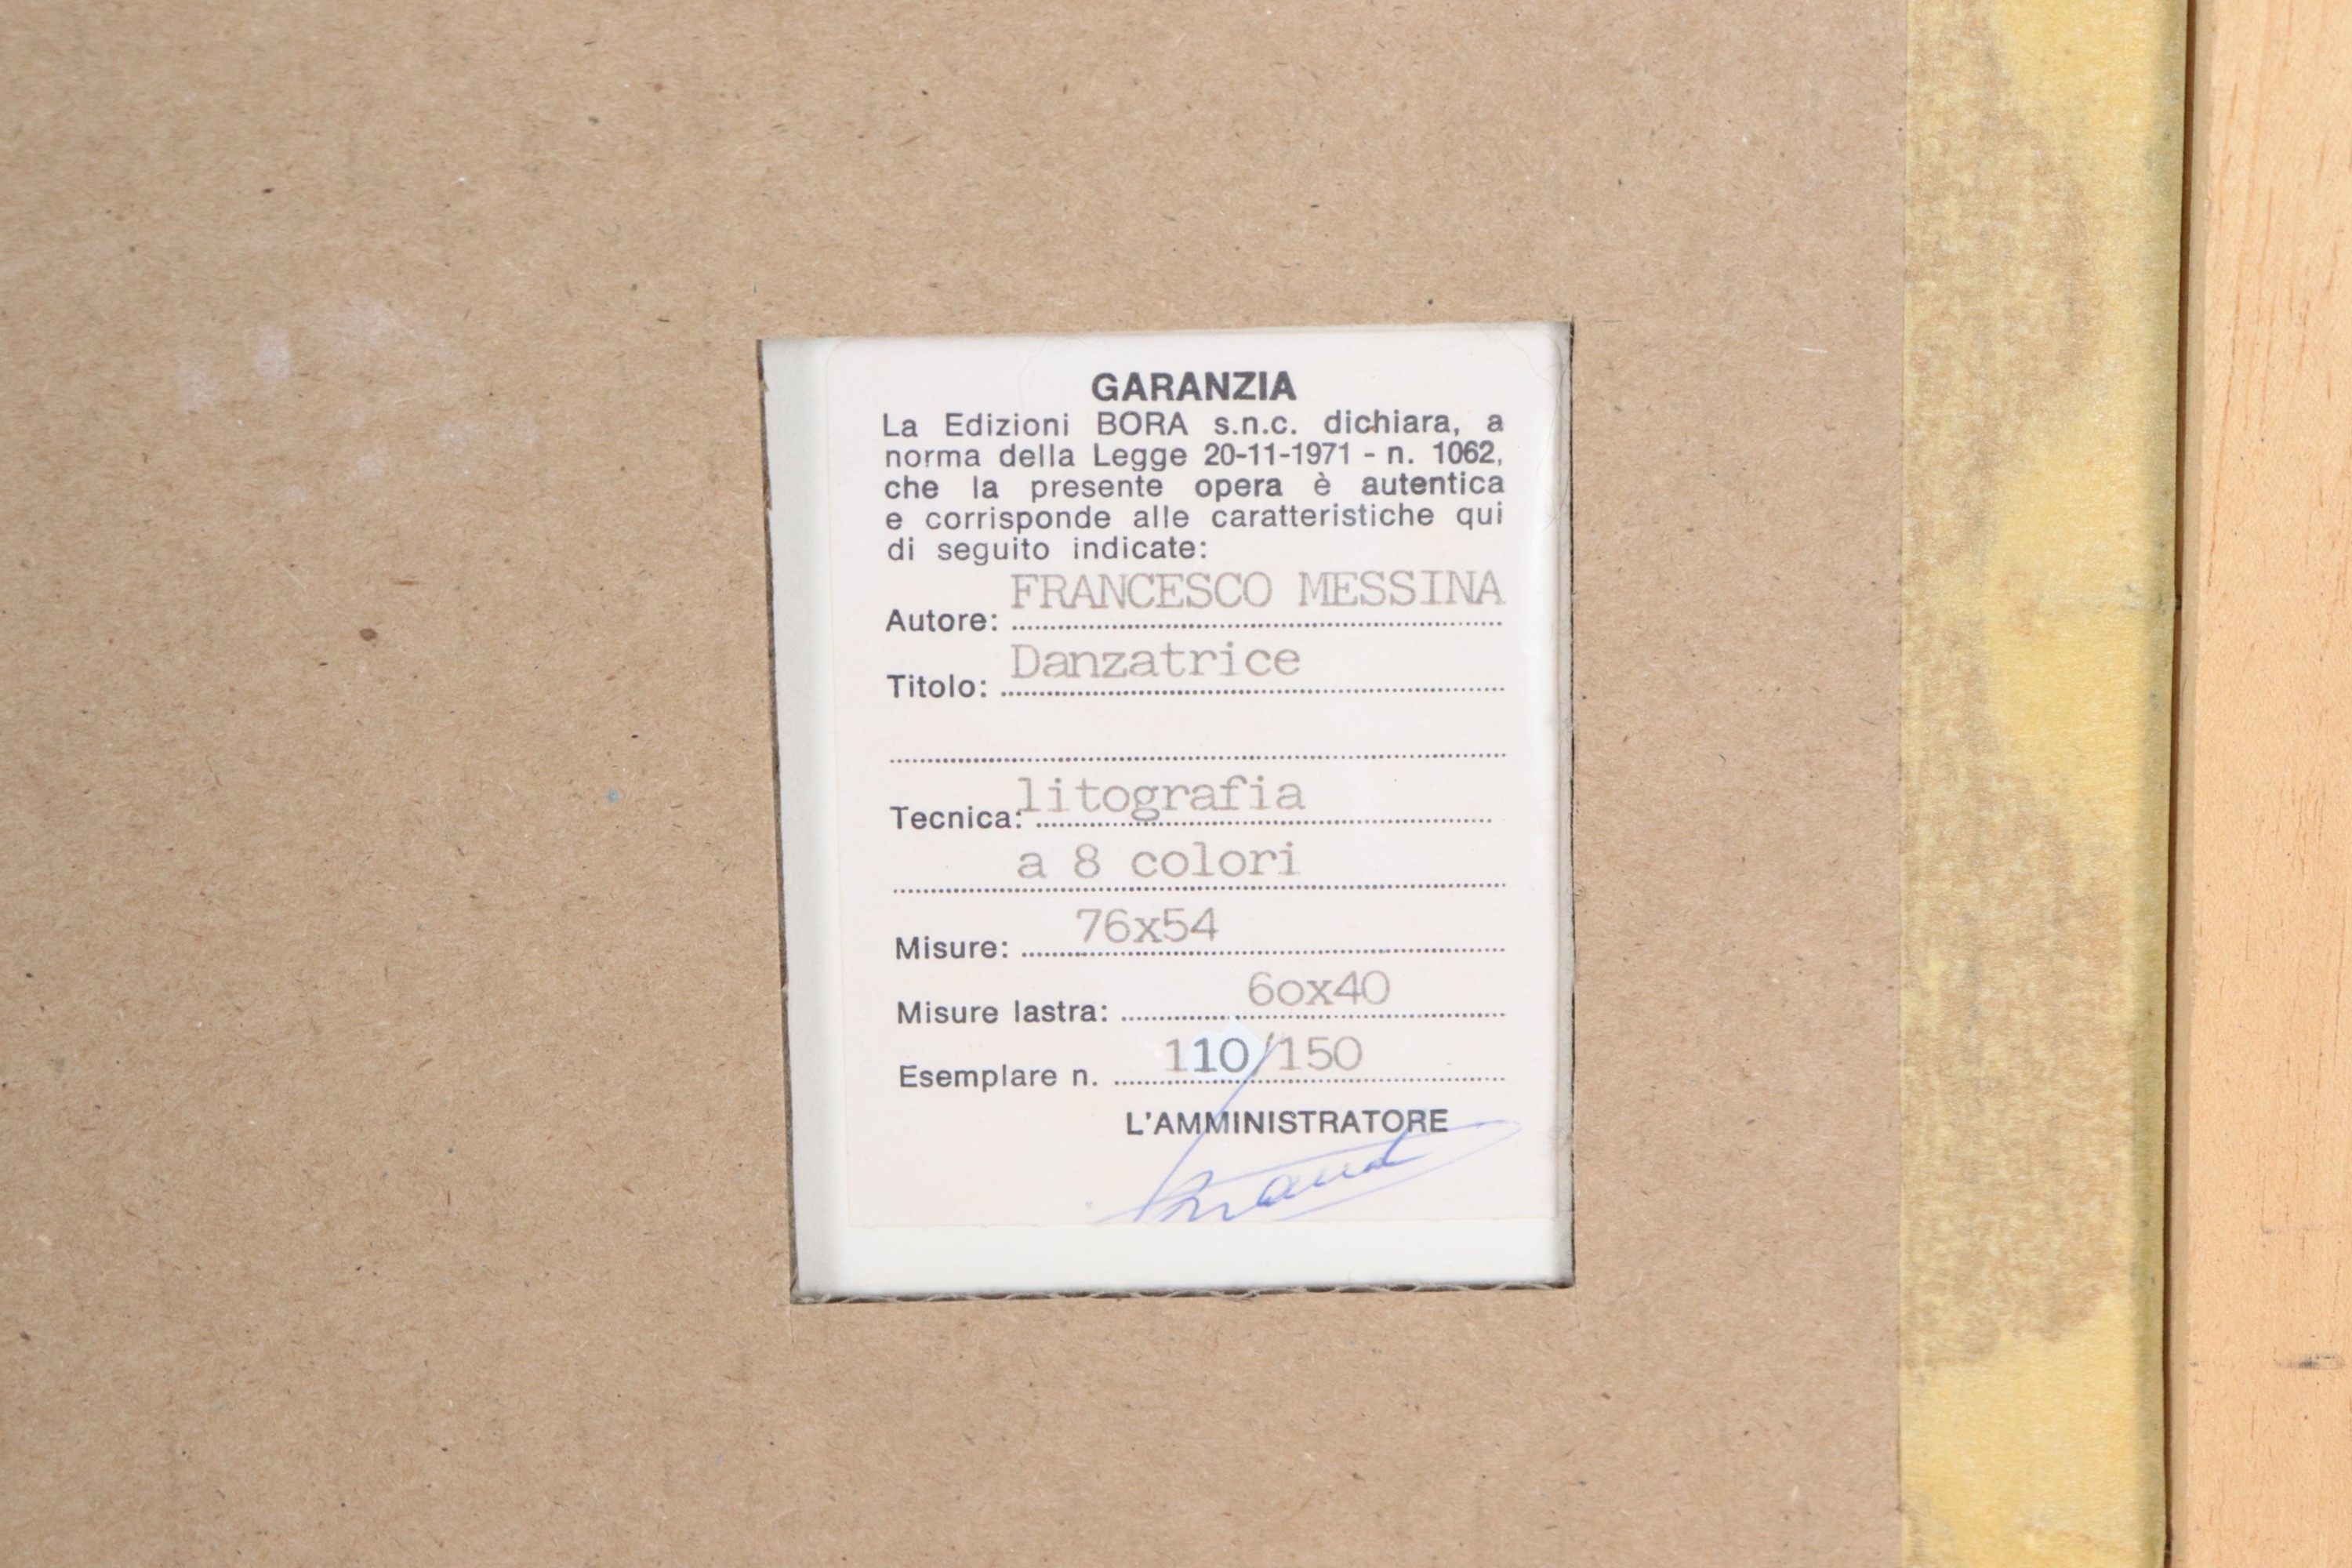 GARANZIA
La Edizioni BORA s.n.c. dichiara, a
norma della Legge 20-11-1971 - n. 1062,
che la presente opera è autentica
e corrisponde alle caratteristiche qui
di seguito indicate:
Autore: FRANCESCO MESSINA
Titolo: Danzatrice
Tecnica: litografia
a 8 colori
Misure: 76x54
Misure lastra: 60x40
Esemplare n. 110/150
L'AMMINISTRATORE